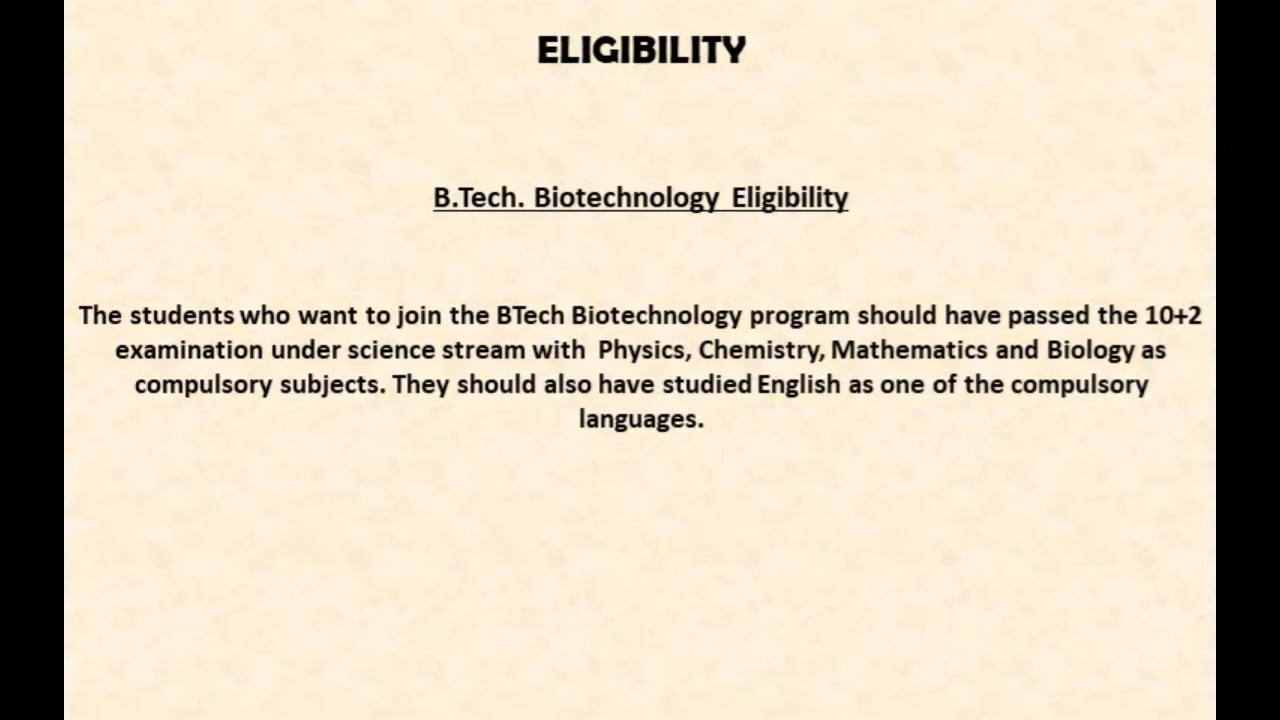 ELIGIBILITY
B.Tech. Biotechnology Eligibility
The students who want to join the BTech Biotechnology program should have passed the 10+2
examination under science stream with Physics, Chemistry, Mathematics and Biology as
compulsory subjects. They should also have studied English as one of the compulsory
languages.